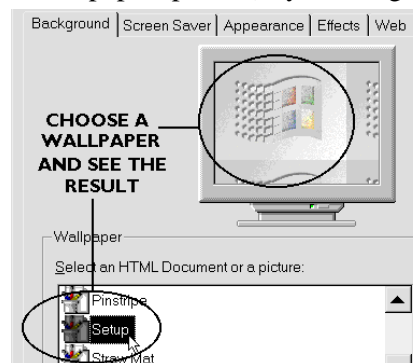 Background Screen Saver Appearance Effects Web
CHOOSE A
WALLPAPER
AND SEE THE
RESULT
Wallpaper
Select an HTML Document or a picture:
Pinstripe
Setup
Straw Mat